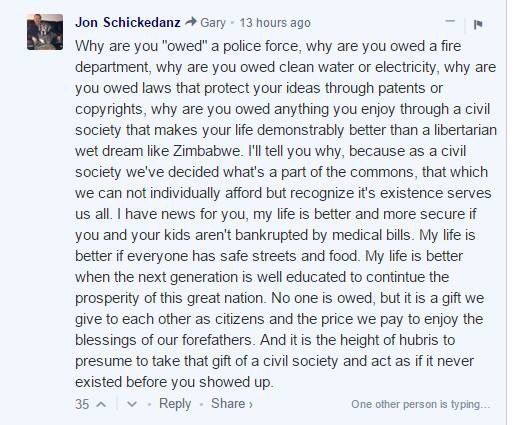 Jon Schickedanz → Gary • 13 hours ago
Why are you "owed" a police force, why are you owed a fire
department, why are you owed clean water or electricity, why are
you owed laws that protect your ideas through patents or
copyrights, why are you owed anything you enjoy through a civil
society that makes your life demonstrably better than a libertarian
wet dream like Zimbabwe. I'll tell you why, because as a civil
society we've decided what's a part of the commons, that which
we can not individually afford but recognize it's existence serves
us all. I have news for you, my life is better and more secure if
you and your kids aren't bankrupted by medical bills. My life is
better if everyone has safe streets and food. My life is better
when the next generation is well educated to contintue the
prosperity of this great nation. No one is owed, but it is a gift we
give to each other as citizens and the price we pay to enjoy the
blessings of our forefathers. And it is the height of hubris to
presume to take that gift of a civil society and act as if it never
existed before you showed up.
35 • Reply • Share › One other person is typing...